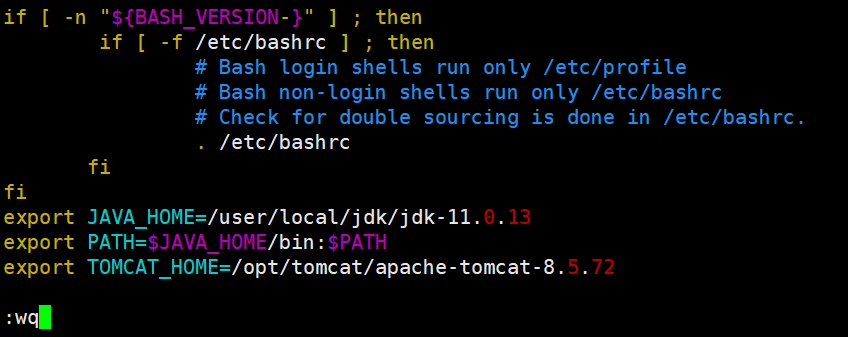 if [ -n "${BASH_VERSION-}" ] ; then
        if [ -f /etc/bashrc ] ; then
                # Bash login shells run only /etc/profile
                # Bash non-login shells run only /etc/bashrc
                # Check for double sourcing is done in /etc/bashrc.
                . /etc/bashrc
       fi
fi
export JAVA_HOME=/user/local/jdk/jdk-11.0.13
export PATH=$JAVA_HOME/bin:$PATH
export TOMCAT_HOME=/opt/tomcat/apache-tomcat-8.5.72
:wq